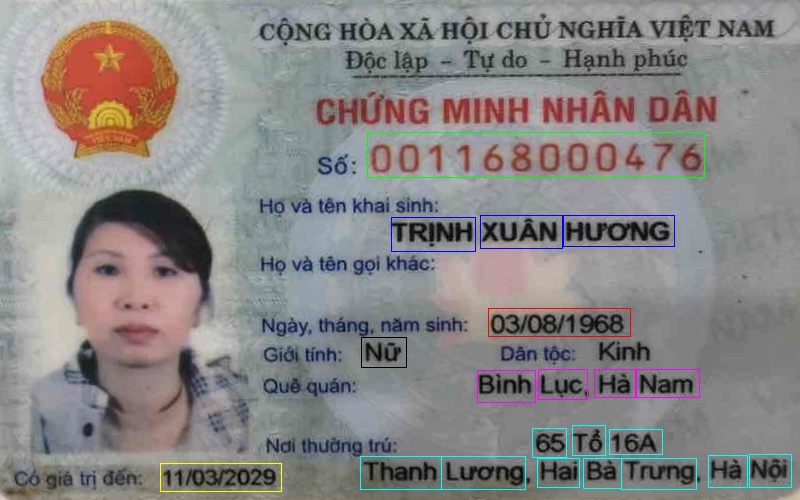 CỘNG HÒA XÃ HỘI CHỦ NGHĨA VIỆT NAM
Độc lập - Tự do - Hạnh phúc
CHỨNG MINH NHÂN DÂN
Số: 001168000476
Họ và tên khai sinh:
TRỊNH XUÂN HƯƠNG
Họ và tên gọi khác:
Ngày, tháng, năm sinh: 03/08/1968
Giới tính: Nữ Dân tộc: Kinh
Quê quán: Bình Lục, Hà Nam
Nơi thường trú: 65 Tổ 16A
Có giá trị đến: 11/03/2029 Thanh Lương, Hai Bà Trưng, Hà Nội